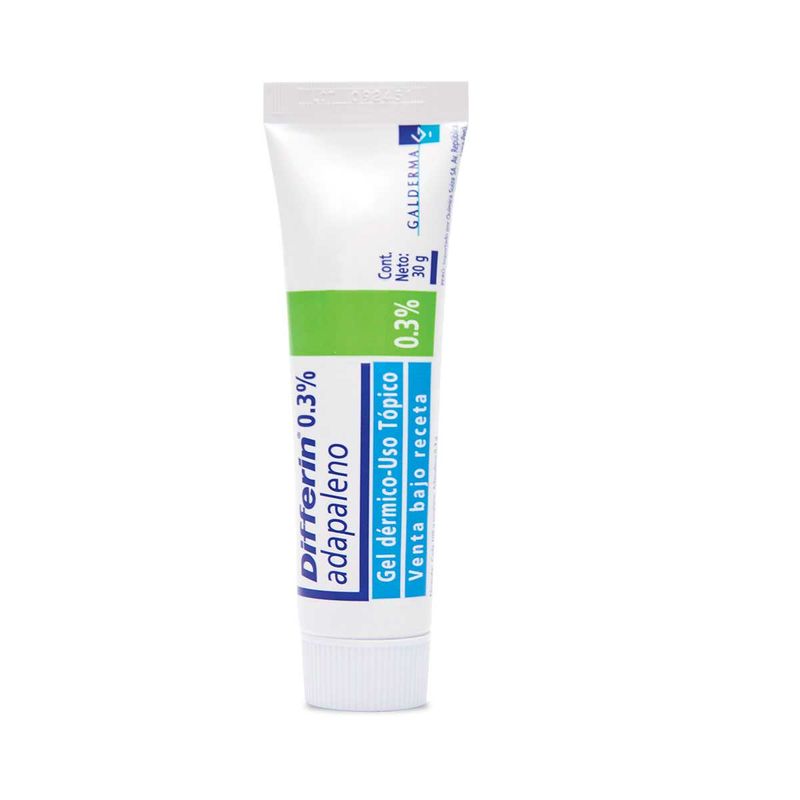 Differin® 0.3%
adapaleno
Gel dérmico-Uso Tópico
Venta bajo receta
0.3%
Cont.
Neto:
30 g
GALDERMA